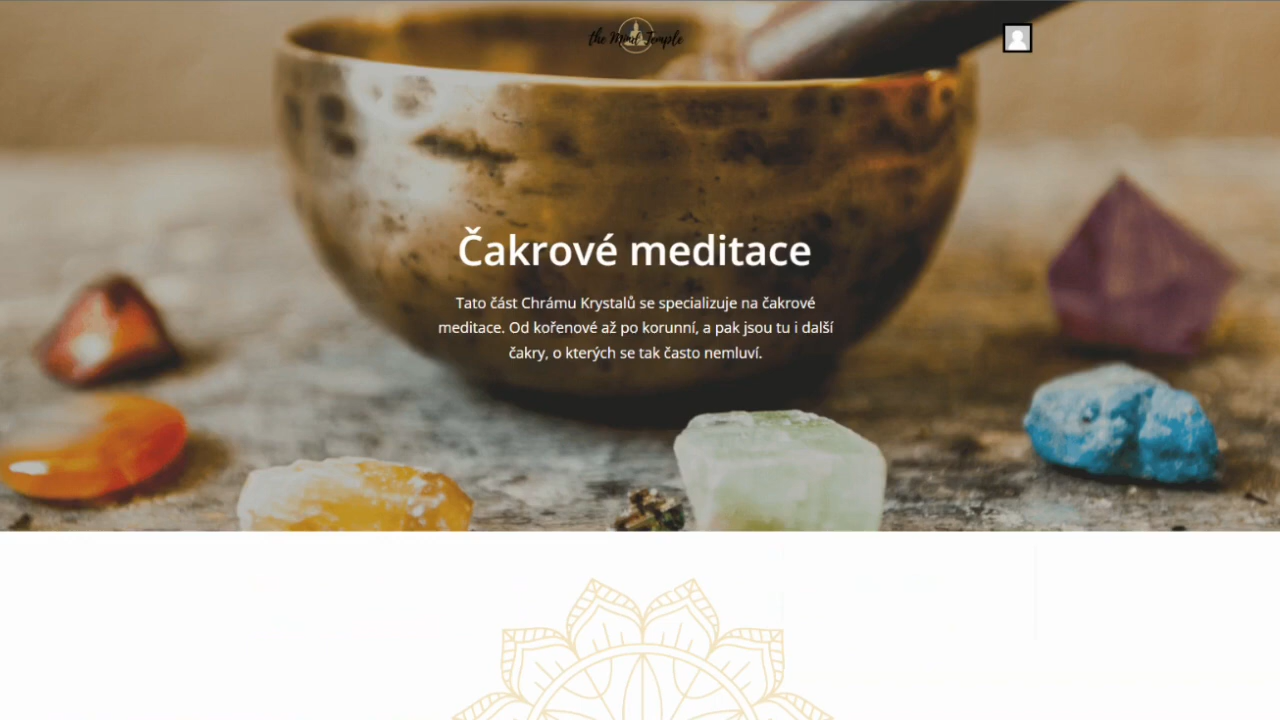 the Mind Temple
Čakrové meditace
Tato část Chrámu Krystalů se specializuje na čakrové
meditace. Od kořenové až po korunní, a pak jsou tu i další
čakry, o kterých se tak často nemluví.